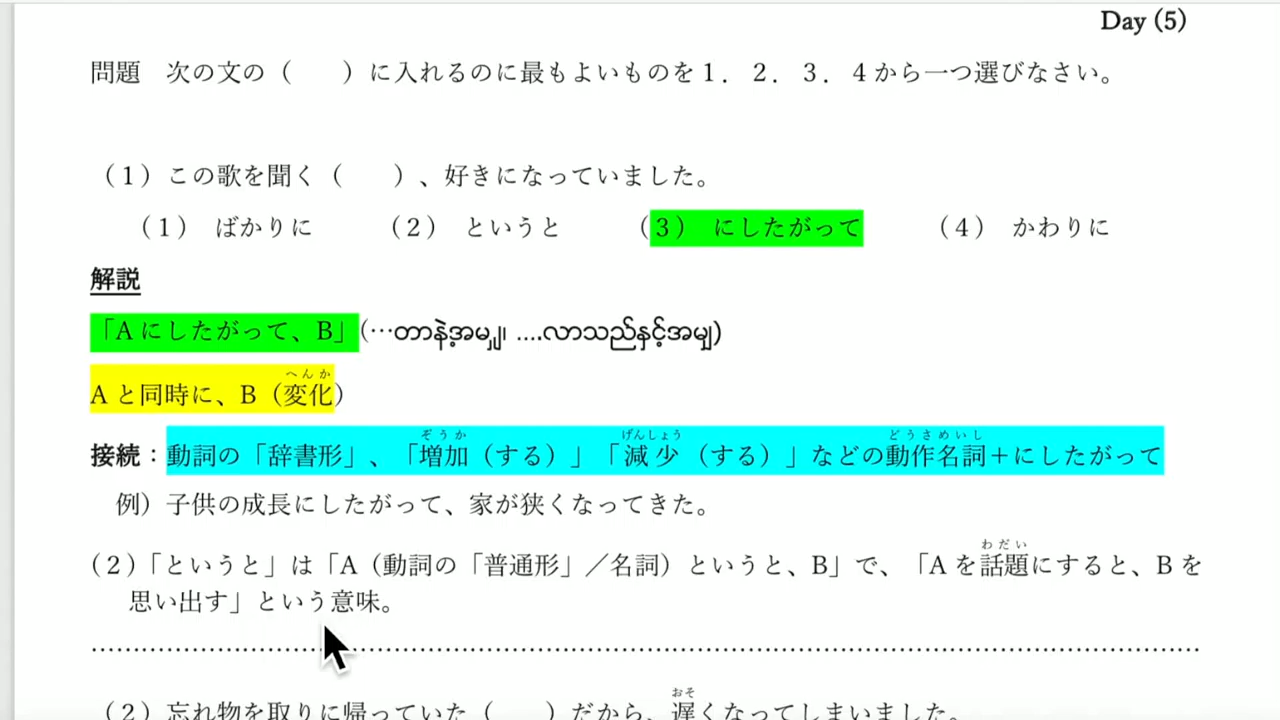 Day (5)
問題　次の文の（　　）に入れるのに最もよいものを１．２．３．４から一つ選びなさい。
（１）この歌を聞く（　　）、好きになっていました。
（１）　ばかりに　　　（２）　というと　　　（３）　にしたがって　　　（４）　かわりに
解説
「A にしたがって、B」(…တာနဲ့အမျှ၊ ....လာသည်နှင့်အမျှ)
へんか
A と同時に、B（変化）
ぞうか　げんしょう　どうさめいし
接続：動詞の「辞書形」、「増加（する）」「減少（する）」などの動作名詞＋にしたがって
例）子供の成長にしたがって、家が狭くなってきた。
わだい
（２）「というと」は「A（動詞の「普通形」／名詞）というと、B」で、「A を話題にすると、B を
思い出す」という意味。
おそ
（２）忘れ物を取りに帰っていた（　　）だから、遅くなってしまいました。